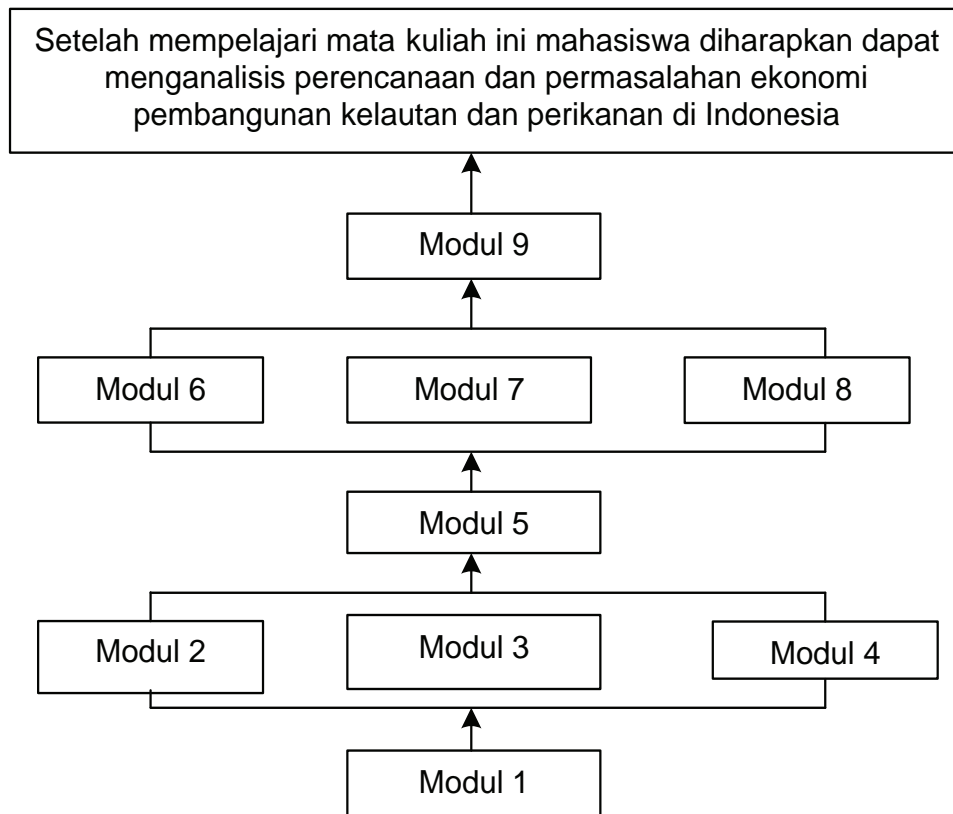 Setelah mempelajari mata kuliah ini mahasiswa diharapkan dapat
menganalisis perencanaan dan permasalahan ekonomi
pembangunan kelautan dan perikanan di Indonesia
Modul 9
Modul 6
Modul 7
Modul 8
Modul 5
Modul 2
Modul 3
Modul 4
Modul 1